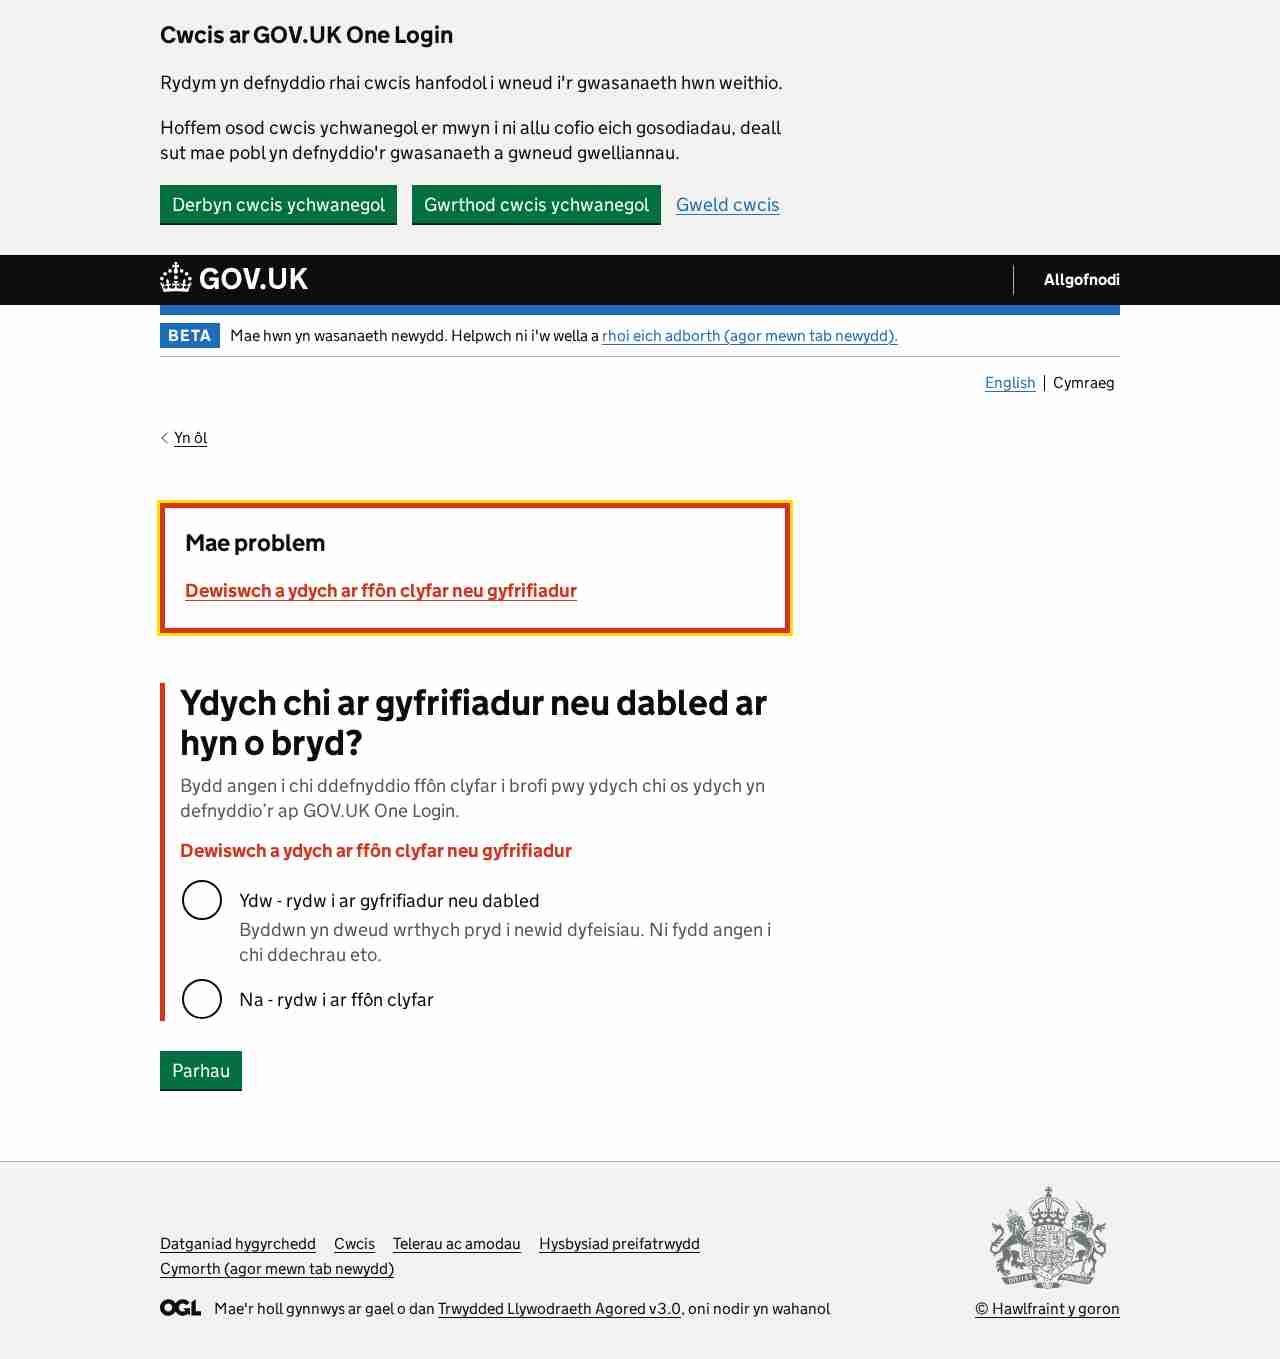 Cwcis ar GOV.UK One Login
Rydym yn defnyddio rhai cwcis hanfodol i wneud i'r gwasanaeth hwn weithio.
Hoffem osod cwcis ychwanegol er mwyn i ni allu cofio eich gosodiadau, deall
sut mae pobl yn defnyddio'r gwasanaeth a gwneud gwelliannau.
Derbyn cwcis ychwanegol Gwrthod cwcis ychwanegol Gweld cwcis
GOV.UK Allgofnodi
BETA Mae hwn yn wasanaeth newydd. Helpwch ni i'w wella a rhoi eich adborth (agor mewn tab newydd).
English Cymraeg
Yn ôl
Mae problem
Dewiswch a ydych ar ffôn clyfar neu gyfrifiadur
Ydych chi ar gyfrifiadur neu dabled ar
hyn o bryd?
Bydd angen i chi ddefnyddio ffôn clyfar i brofi pwy ydych chi os ydych yn
defnyddio’r ap GOV.UK One Login.
Dewiswch a ydych ar ffôn clyfar neu gyfrifiadur
Ydw - rydw i ar gyfrifiadur neu dabled
Byddwn yn dweud wrthych pryd i newid dyfeisiau. Ni fydd angen i
chi ddechrau eto.
Na - rydw i ar ffôn clyfar
Parhau
Datganiad hygyrchedd Cwcis Telerau ac amodau Hysbysiad preifatrwydd
Cymorth (agor mewn tab newydd)
OGL Mae'r holl gynnwys ar gael o dan Trwydded Llywodraeth Agored v3.0, oni nodir yn wahanol
© Hawlfraint y goron